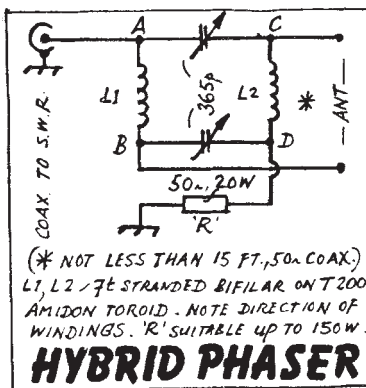 A
C
COAX TO S.W.R.
L1
365p
L2
*
ANT
B
D
50Ω, 20W
'R'
(* NOT LESS THAN 15 FT., 50Ω COAX.)
L1, L2 / 7t STRANDED BIFILAR ON T200
AMIDON TOROID. NOTE DIRECTION OF
WINDINGS. 'R' SUITABLE UP TO 150W.
HYBRID PHASER